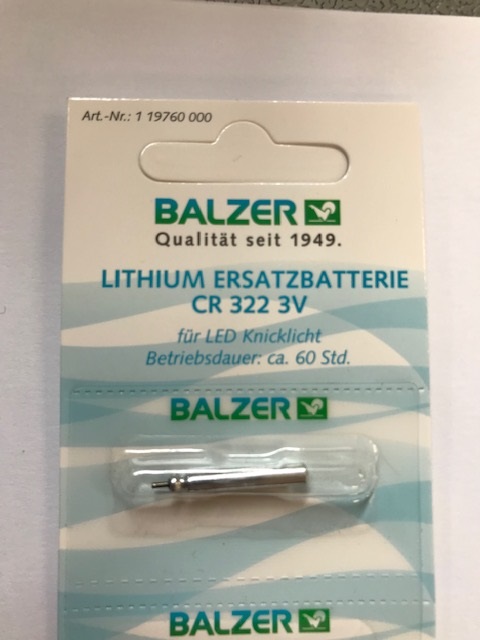 Art.-Nr.: 1 19760 000
BALZER
Qualität seit 1949.
LITHIUM ERSATZBATTERIE
CR 322 3V
für LED Knicklicht
Betriebsdauer: ca. 60 Std.
BALZER
BALZER